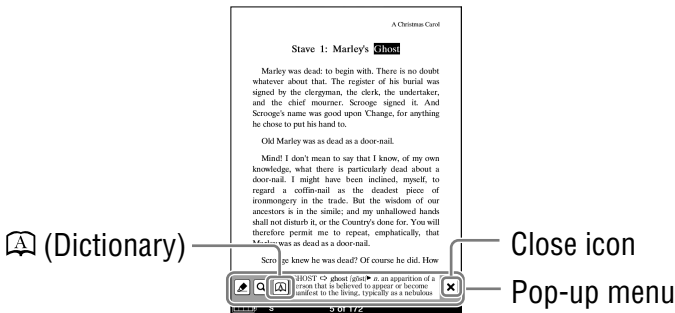 A Christmas Carol
Stave 1: Marley's Ghost
Marley was dead: to begin with. There is no doubt
whatever about that. The register of his burial was
signed by the clergyman, the clerk, the undertaker,
and the chief mourner. Scrooge signed it. And
Scrooge's name was good upon 'Change, for anything
he chose to put his hand to.
Old Marley was as dead as a door-nail.
Mind! I don't mean to say that I know, of my own
knowledge, what there is particularly dead about a
door-nail. I might have been inclined, myself, to
regard a coffin-nail as the deadest piece of
ironmongery in the trade. But the wisdom of our
ancestors is in the simile; and my unhallowed hands
shall not disturb it, or the Country's done for. You will
therefore permit me to repeat, emphatically, that
Marley was as dead as a door-nail.
Scrooge knew he was dead? Of course he did. How
GHOST ⇨ ghost /gōst/▶ n. an apparition of a
person that is believed to appear or become
manifest to the living, typically as a nebulous
S
5 of 172
A (Dictionary)
Close icon
Pop-up menu